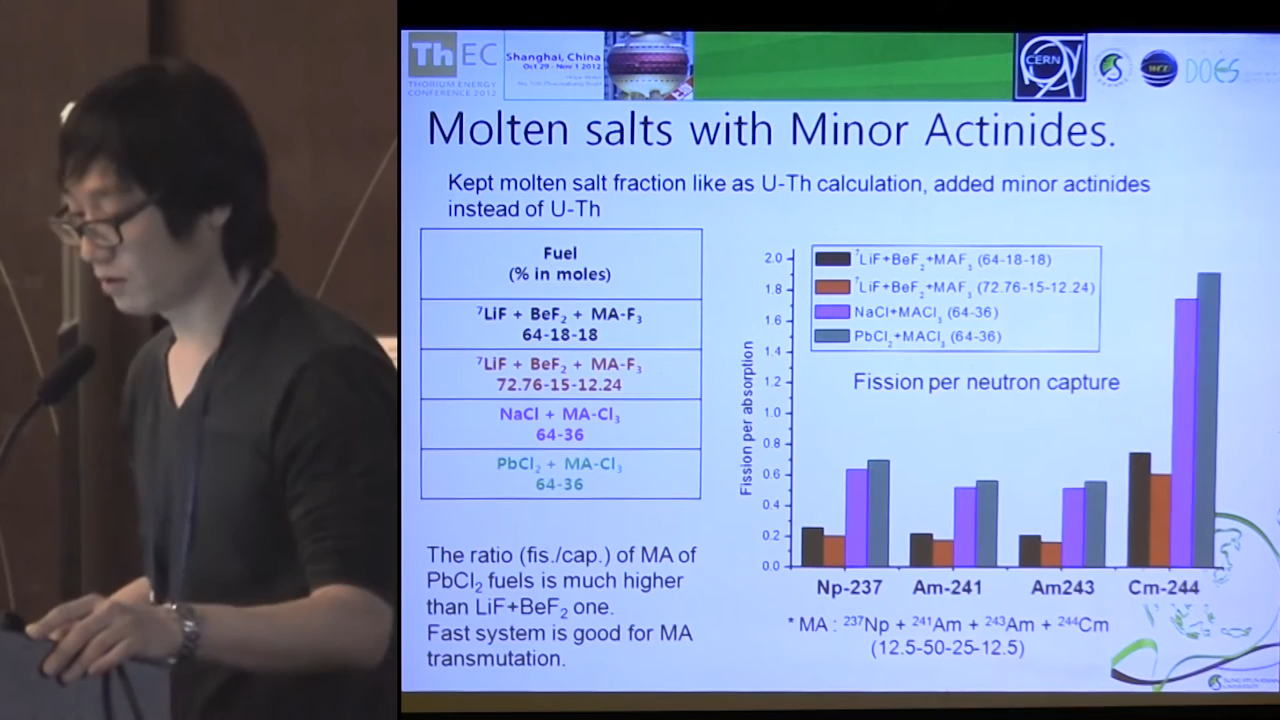 ThEC
THORIUM ENERGY
CONFERENCE 2012
Shanghai, China
Oct 29 - Nov 1 2012
CERN
DOES
Molten salts with Minor Actinides.
Kept molten salt fraction like as U-Th calculation, added minor actinides
instead of U-Th
Fuel
(% in moles)
⁷LiF + BeF₂ + MA-F₃
64-18-18
⁷LiF + BeF₂ + MA-F₃
72.76-15-12.24
NaCl + MA-Cl₃
64-36
PbCl₂ + MA-Cl₃
64-36
The ratio (fis./cap.) of MA of
PbCl₂ fuels is much higher
than LiF+BeF₂ one.
Fast system is good for MA
transmutation.
⁷LiF+BeF₂+MAF₃ (64-18-18)
⁷LiF+BeF₂+MAF₃ (72.76-15-12.24)
NaCl+MACl₃ (64-36)
PbCl₂+MACl₃ (64-36)
Fission per neutron capture
Fission per absorption
2.0
1.8
1.6
1.4
1.2
1.0
0.8
0.6
0.4
0.2
0.0
Np-237 Am-241 Am243 Cm-244
* MA : ²³⁷Np + ²⁴¹Am + ²⁴³Am + ²⁴⁴Cm
(12.5-50-25-12.5)